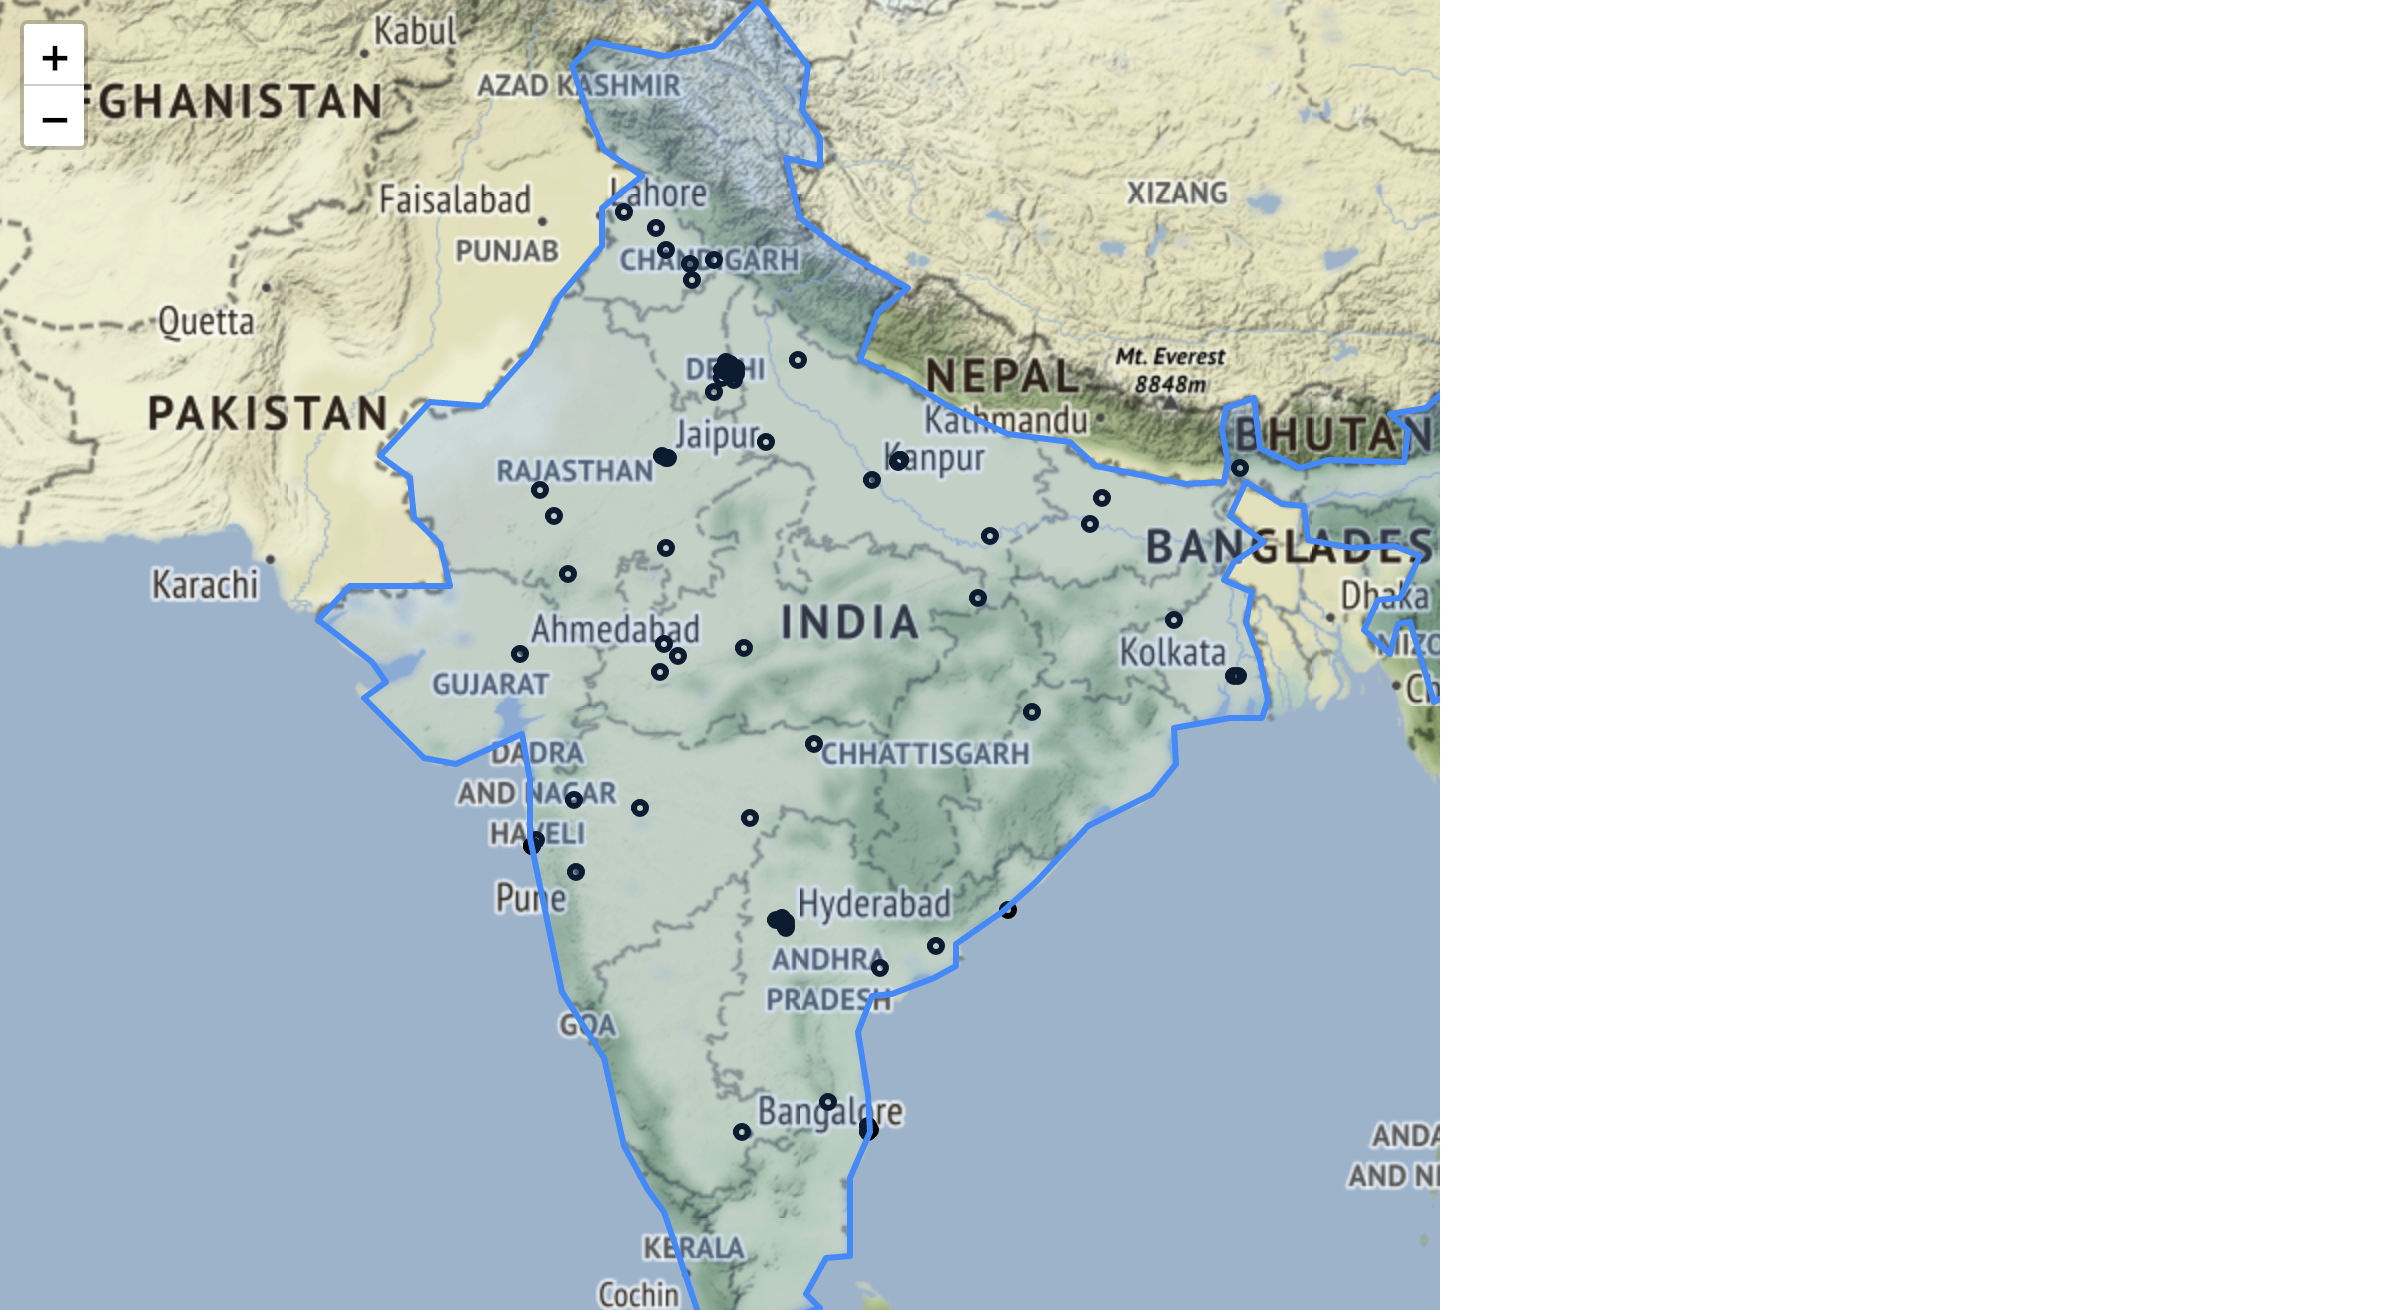 +
−
Kabul
FGHANISTAN
AZAD KASHMIR
Lahore
Faisalabad
PUNJAB
CHANDIGARH
XIZANG
Quetta
PAKISTAN
DELHI
NEPAL
Mt. Everest
8848m
Kathmandu
BHUTAN
Jaipur
Kanpur
RAJASTHAN
BANGLADES
Karachi
Dhaka
Ahmedabad
INDIA
Kolkata
MIZO
GUJARAT
Ch
DADRA
AND NAGAR
HAVELI
CHHATTISGARH
Pune
Hyderabad
ANDHRA
PRADESH
GOA
Bangalore
ANDA
AND NI
KERALA
Cochin